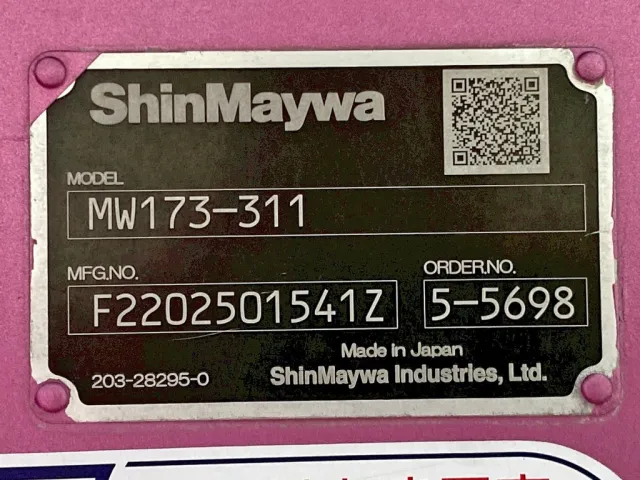 ShinMaywa
MODEL
MW173-311
MFG.NO.
F2202501541Z
ORDER.NO.
5-5698
Made in Japan
203-28295-0
ShinMaywa Industries, Ltd.